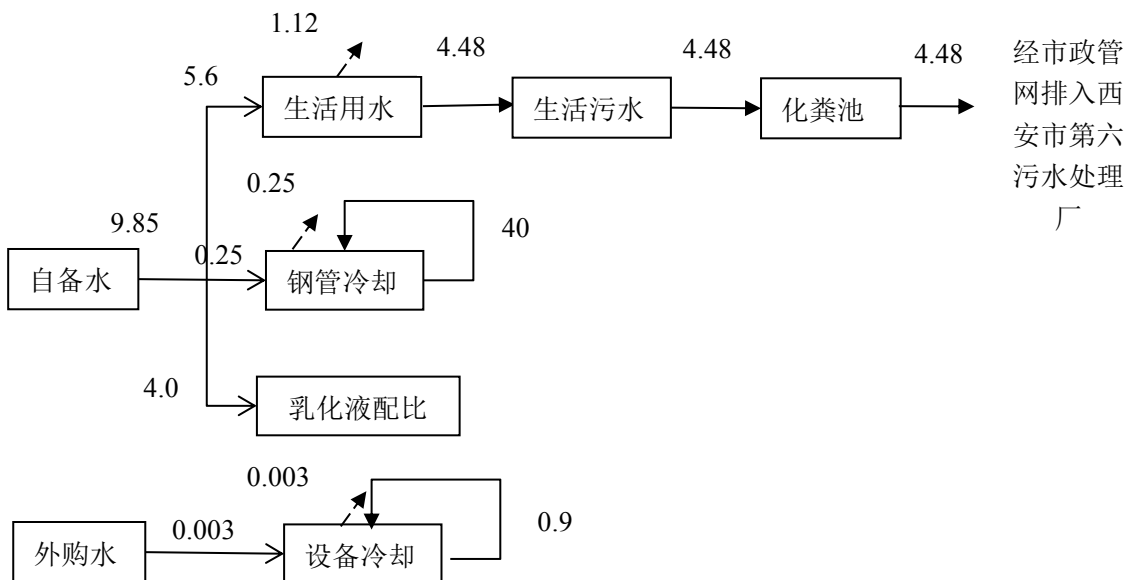 1.12
4.48
4.48
4.48
5.6
生活用水
生活污水
化粪池
经市政管
网排入西
安市第六
污水处理
厂
0.25
9.85
0.25
40
自备水
钢管冷却
4.0
乳化液配比
0.003
0.003
0.9
外购水
设备冷却